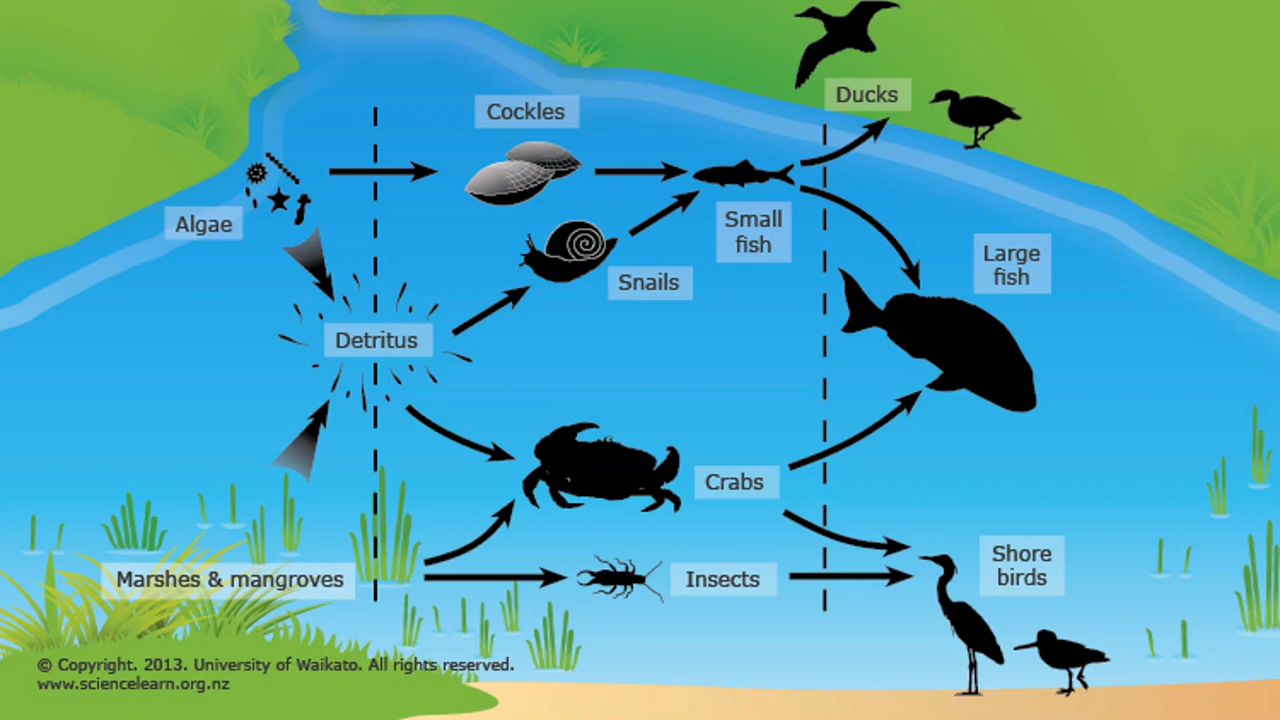 Ducks
Cockles
Algae
Small
fish
Large
fish
Snails
Detritus
Crabs
Marshes & mangroves
Insects
Shore
birds
© Copyright. 2013. University of Waikato. All rights reserved.
www.sciencelearn.org.nz